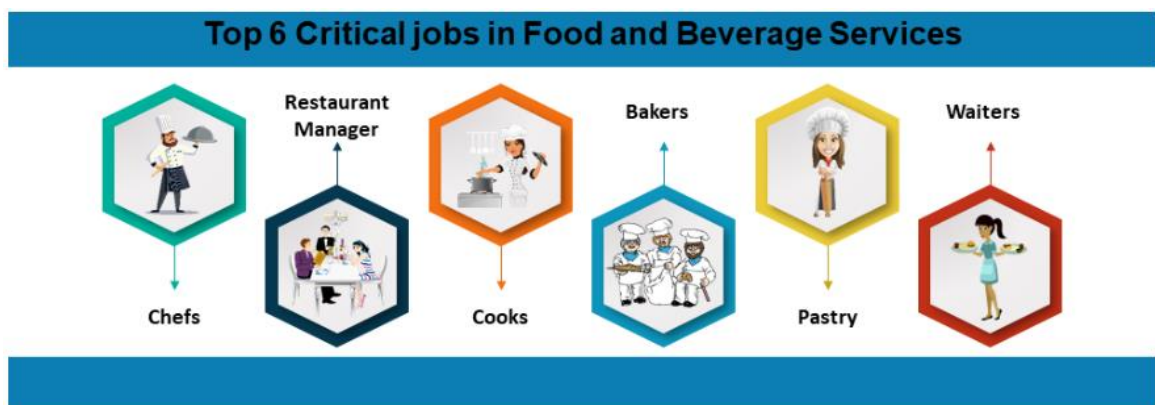 Top 6 Critical jobs in Food and Beverage Services
Chefs
Restaurant
Manager
Cooks
Bakers
Pastry
Waiters